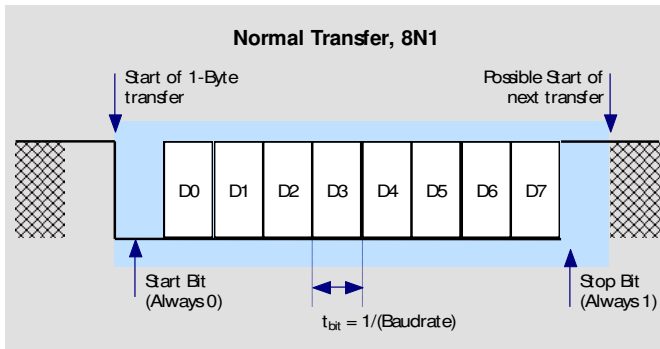 Normal Transfer, 8N1
Start of 1-Byte
transfer
Possible Start of
next transfer
D0 D1 D2 D3 D4 D5 D6 D7
Start Bit
(Always 0)
t_bit = 1/(Baudrate)
Stop Bit
(Always 1)